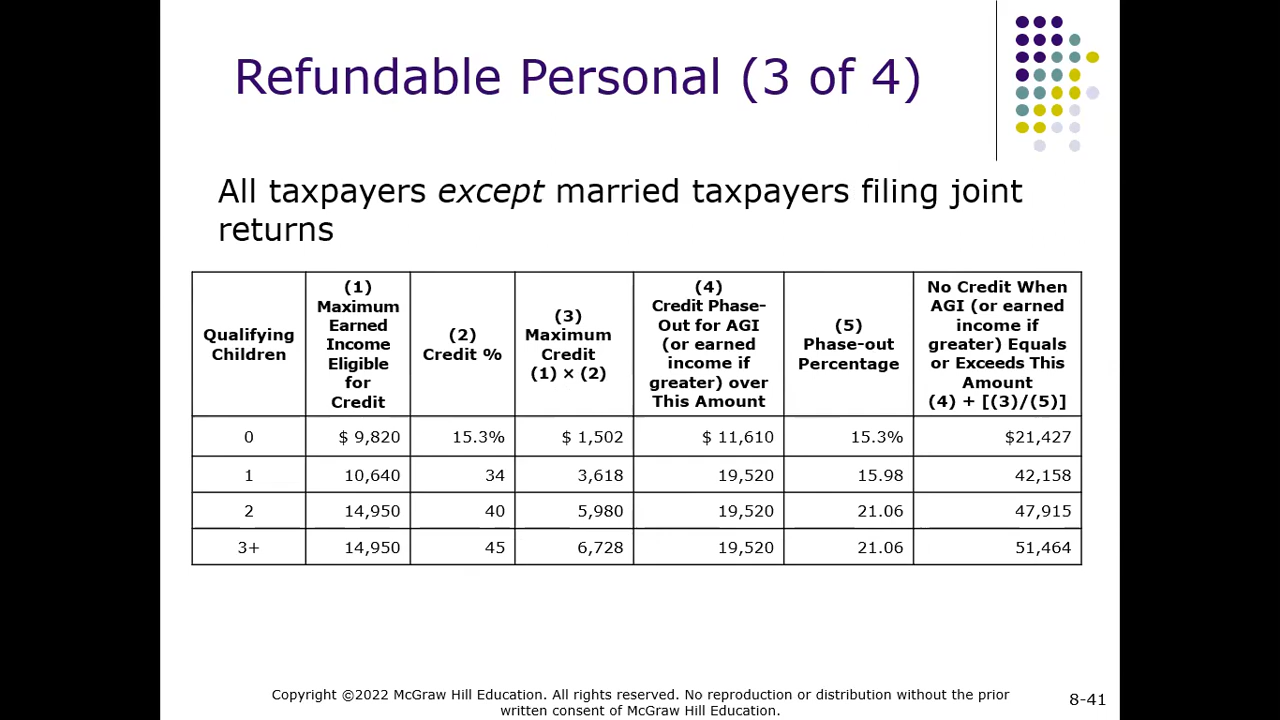 Refundable Personal (3 of 4)
All taxpayers except married taxpayers filing joint
returns
Qualifying
Children
(1)
Maximum
Earned
Income
Eligible
for
Credit
(2)
Credit %
(3)
Maximum
Credit
(1) × (2)
(4)
Credit Phase-
Out for AGI
(or earned
income if
greater) over
This Amount
(5)
Phase-out
Percentage
No Credit When
AGI (or earned
income if
greater) Equals
or Exceeds This
Amount
(4) + [(3)/(5)]
0 $ 9,820 15.3% $ 1,502 $ 11,610 15.3% $21,427
1 10,640 34 3,618 19,520 15.98 42,158
2 14,950 40 5,980 19,520 21.06 47,915
3+ 14,950 45 6,728 19,520 21.06 51,464
Copyright ©2022 McGraw Hill Education. All rights reserved. No reproduction or distribution without the prior
written consent of McGraw Hill Education.
8-41